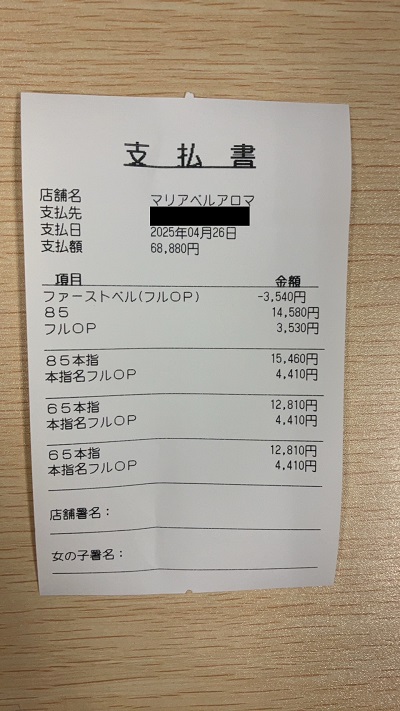 支払書
店舗名 マリアベルアロマ
支払先
支払日 2025年04月26日
支払額 68,880円
項目 金額
ファーストベル(フルOP) -3,540円
85 14,580円
フルOP 3,530円
85本指 15,460円
本指名フルOP 4,410円
65本指 12,810円
本指名フルOP 4,410円
65本指 12,810円
本指名フルOP 4,410円
店舗署名：
女の子署名：